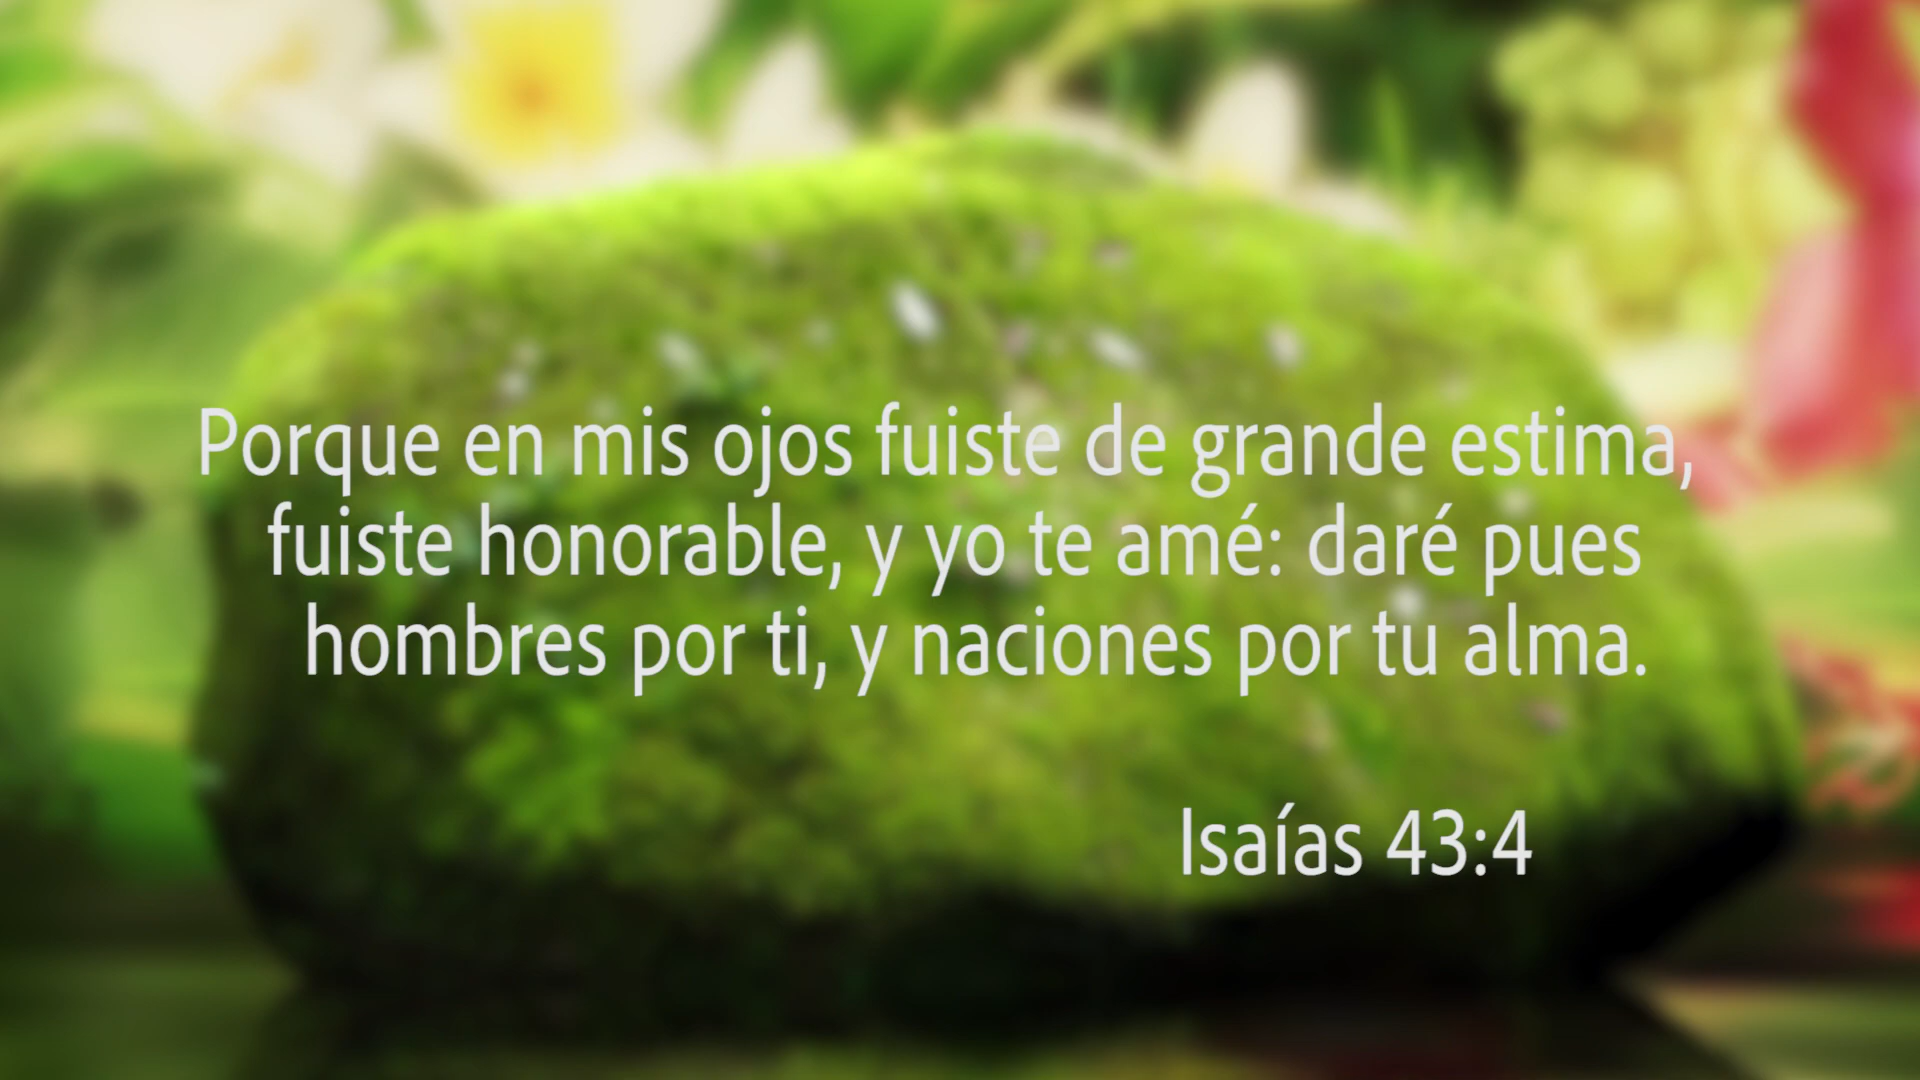 Porque en mis ojos fuiste de grande estima,
fuiste honorable, y yo te amé: daré pues
hombres por ti, y naciones por tu alma.
Isaías 43:4